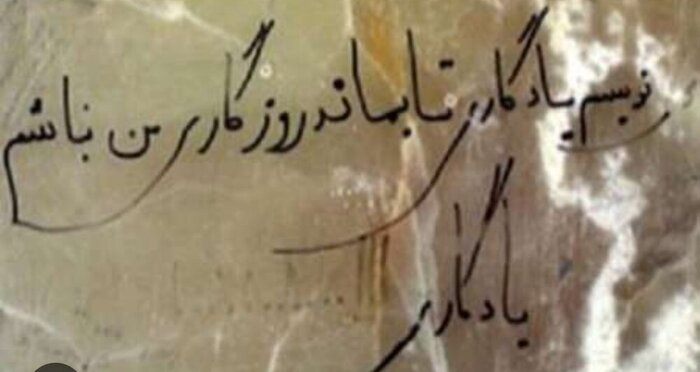 نویسم یادگاری تا بماند روزگاری من نباشم
یادگاری